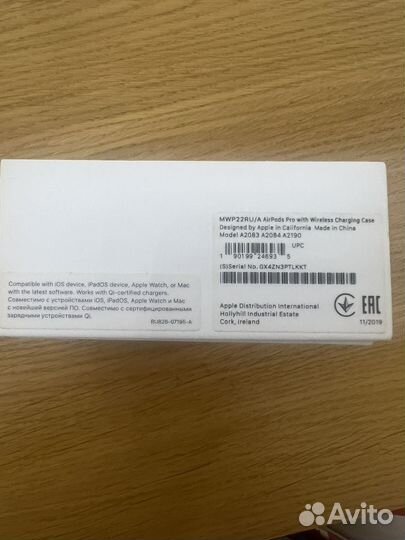 MWP22RU/A AirPods Pro with Wireless Charging Case
Designed by Apple in California Made in China
Model A2083 A2084 A2190
UPC
1 90199 24693 5
(S)Serial No. GX4ZN3PTLKKT
Compatible with iOS device, iPadOS device, Apple Watch, or Mac
with the latest software. Works with Qi-certified chargers.
Совместимо с устройствами iOS, iPadOS, Apple Watch и Mac
с новейшей версией ПО. Совместимо с сертифицированными
зарядными устройствами Qi.
BU826-07195-A
Apple Distribution International
Hollyhill Industrial Estate
Cork, Ireland
EAC
11/2019
Avito